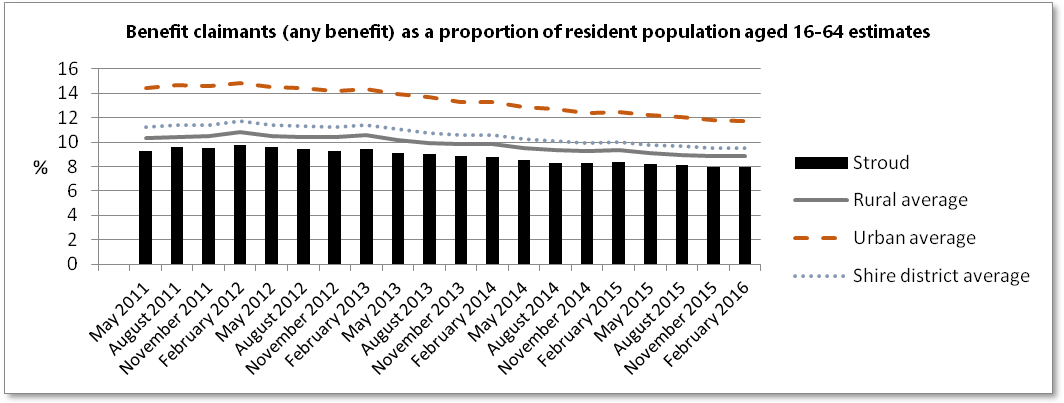 Benefit claimants (any benefit) as a proportion of resident population aged 16-64 estimates
16
14
12
10
8
6
4
2
0
%
May 2011
August 2011
November 2011
February 2012
May 2012
August 2012
November 2012
February 2013
May 2013
August 2013
November 2013
February 2014
May 2014
August 2014
November 2014
February 2015
May 2015
August 2015
November 2015
February 2016
Stroud
Rural average
Urban average
Shire district average